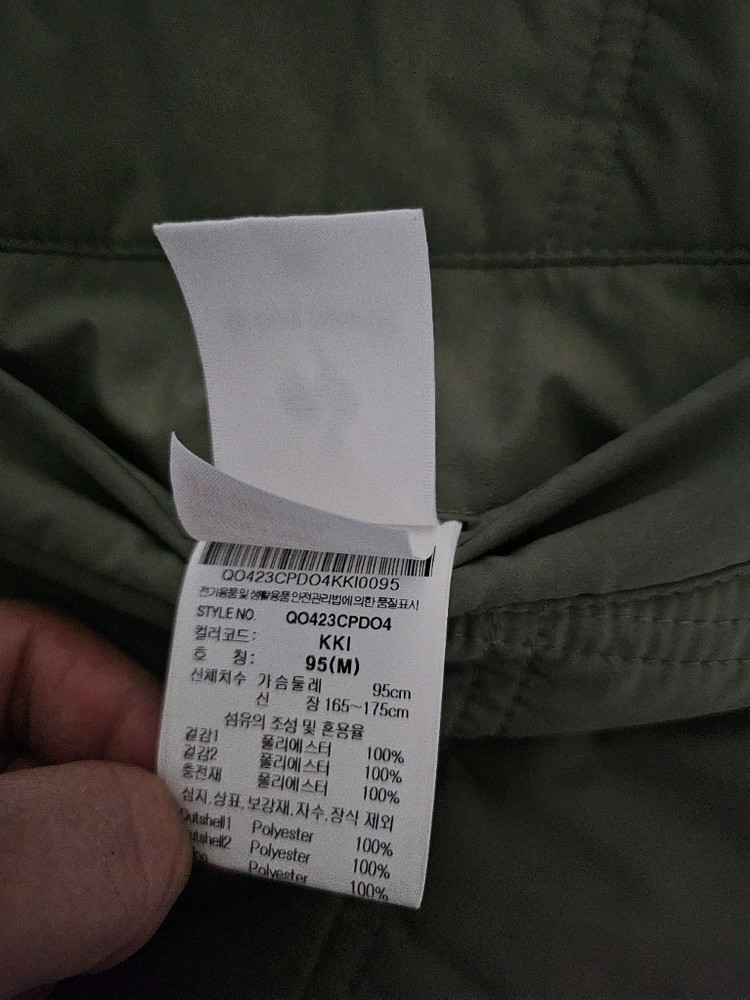 QO423CPDO4KKI0095
전기용품 및 생활용품 안전관리법에 의한 품질표시
STYLE NO. QO423CPDO4
컬러코드: KKI
호 칭: 95(M)
신체치수 가슴둘레 95cm
신 장 165~175cm
섬유의 조성 및 혼용율
겉감1 폴리에스터 100%
겉감2 폴리에스터 100%
충전재 폴리에스터 100%
심지,상표,보강재,자수,장식 제외
Outshell1 Polyester 100%
Outshell2 Polyester 100%
Polyester 100%